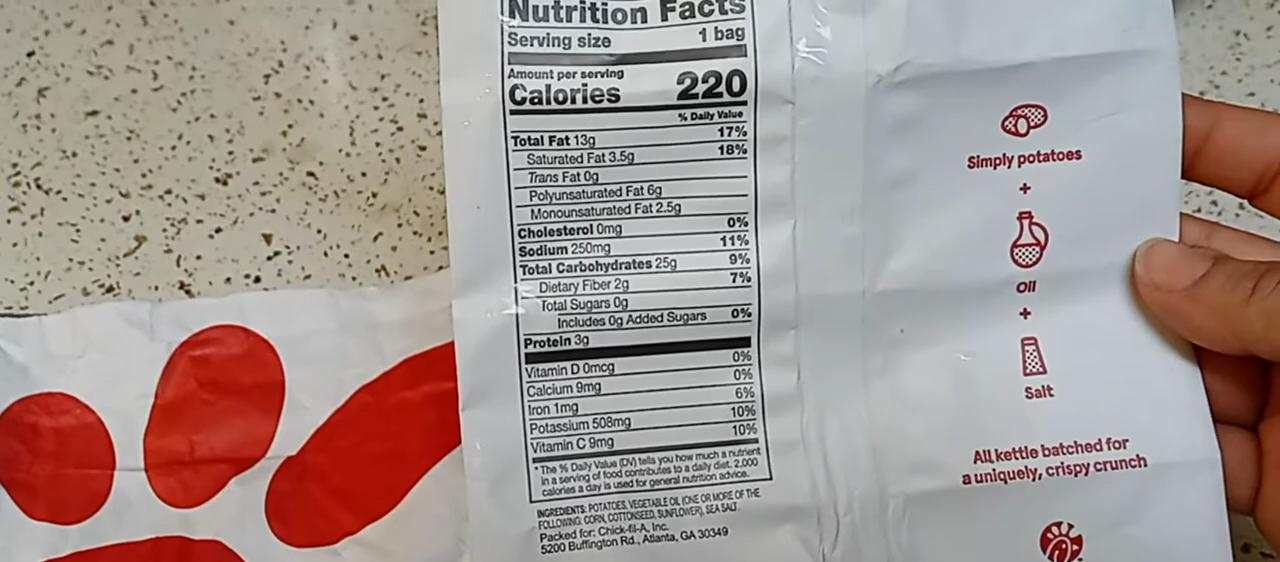 Nutrition Facts
Serving size 1 bag
Amount per serving
Calories 220
% Daily Value
Total Fat 13g 17%
Saturated Fat 3.5g 18%
Trans Fat 0g
Polyunsaturated Fat 6g
Monounsaturated Fat 2.5g
Cholesterol 0mg 0%
Sodium 250mg 11%
Total Carbohydrates 25g 9%
Dietary Fiber 2g 7%
Total Sugars 0g
Includes 0g Added Sugars 0%
Protein 3g
Vitamin D 0mcg 0%
Calcium 9mg 0%
Iron 1mg 6%
Potassium 508mg 10%
Vitamin C 9mg 10%
* The % Daily Value (DV) tells you how much a nutrient
in a serving of food contributes to a daily diet. 2,000
calories a day is used for general nutrition advice.
INGREDIENTS: POTATOES, VEGETABLE OIL (ONE OR MORE OF THE
FOLLOWING: CORN, COTTONSEED, SUNFLOWER), SEA SALT.
Packed for: Chick-fil-A, Inc.
5200 Buffington Rd., Atlanta, GA 30349
Simply potatoes
+
Oil
+
Salt
All kettle batched for
a uniquely, crispy crunch